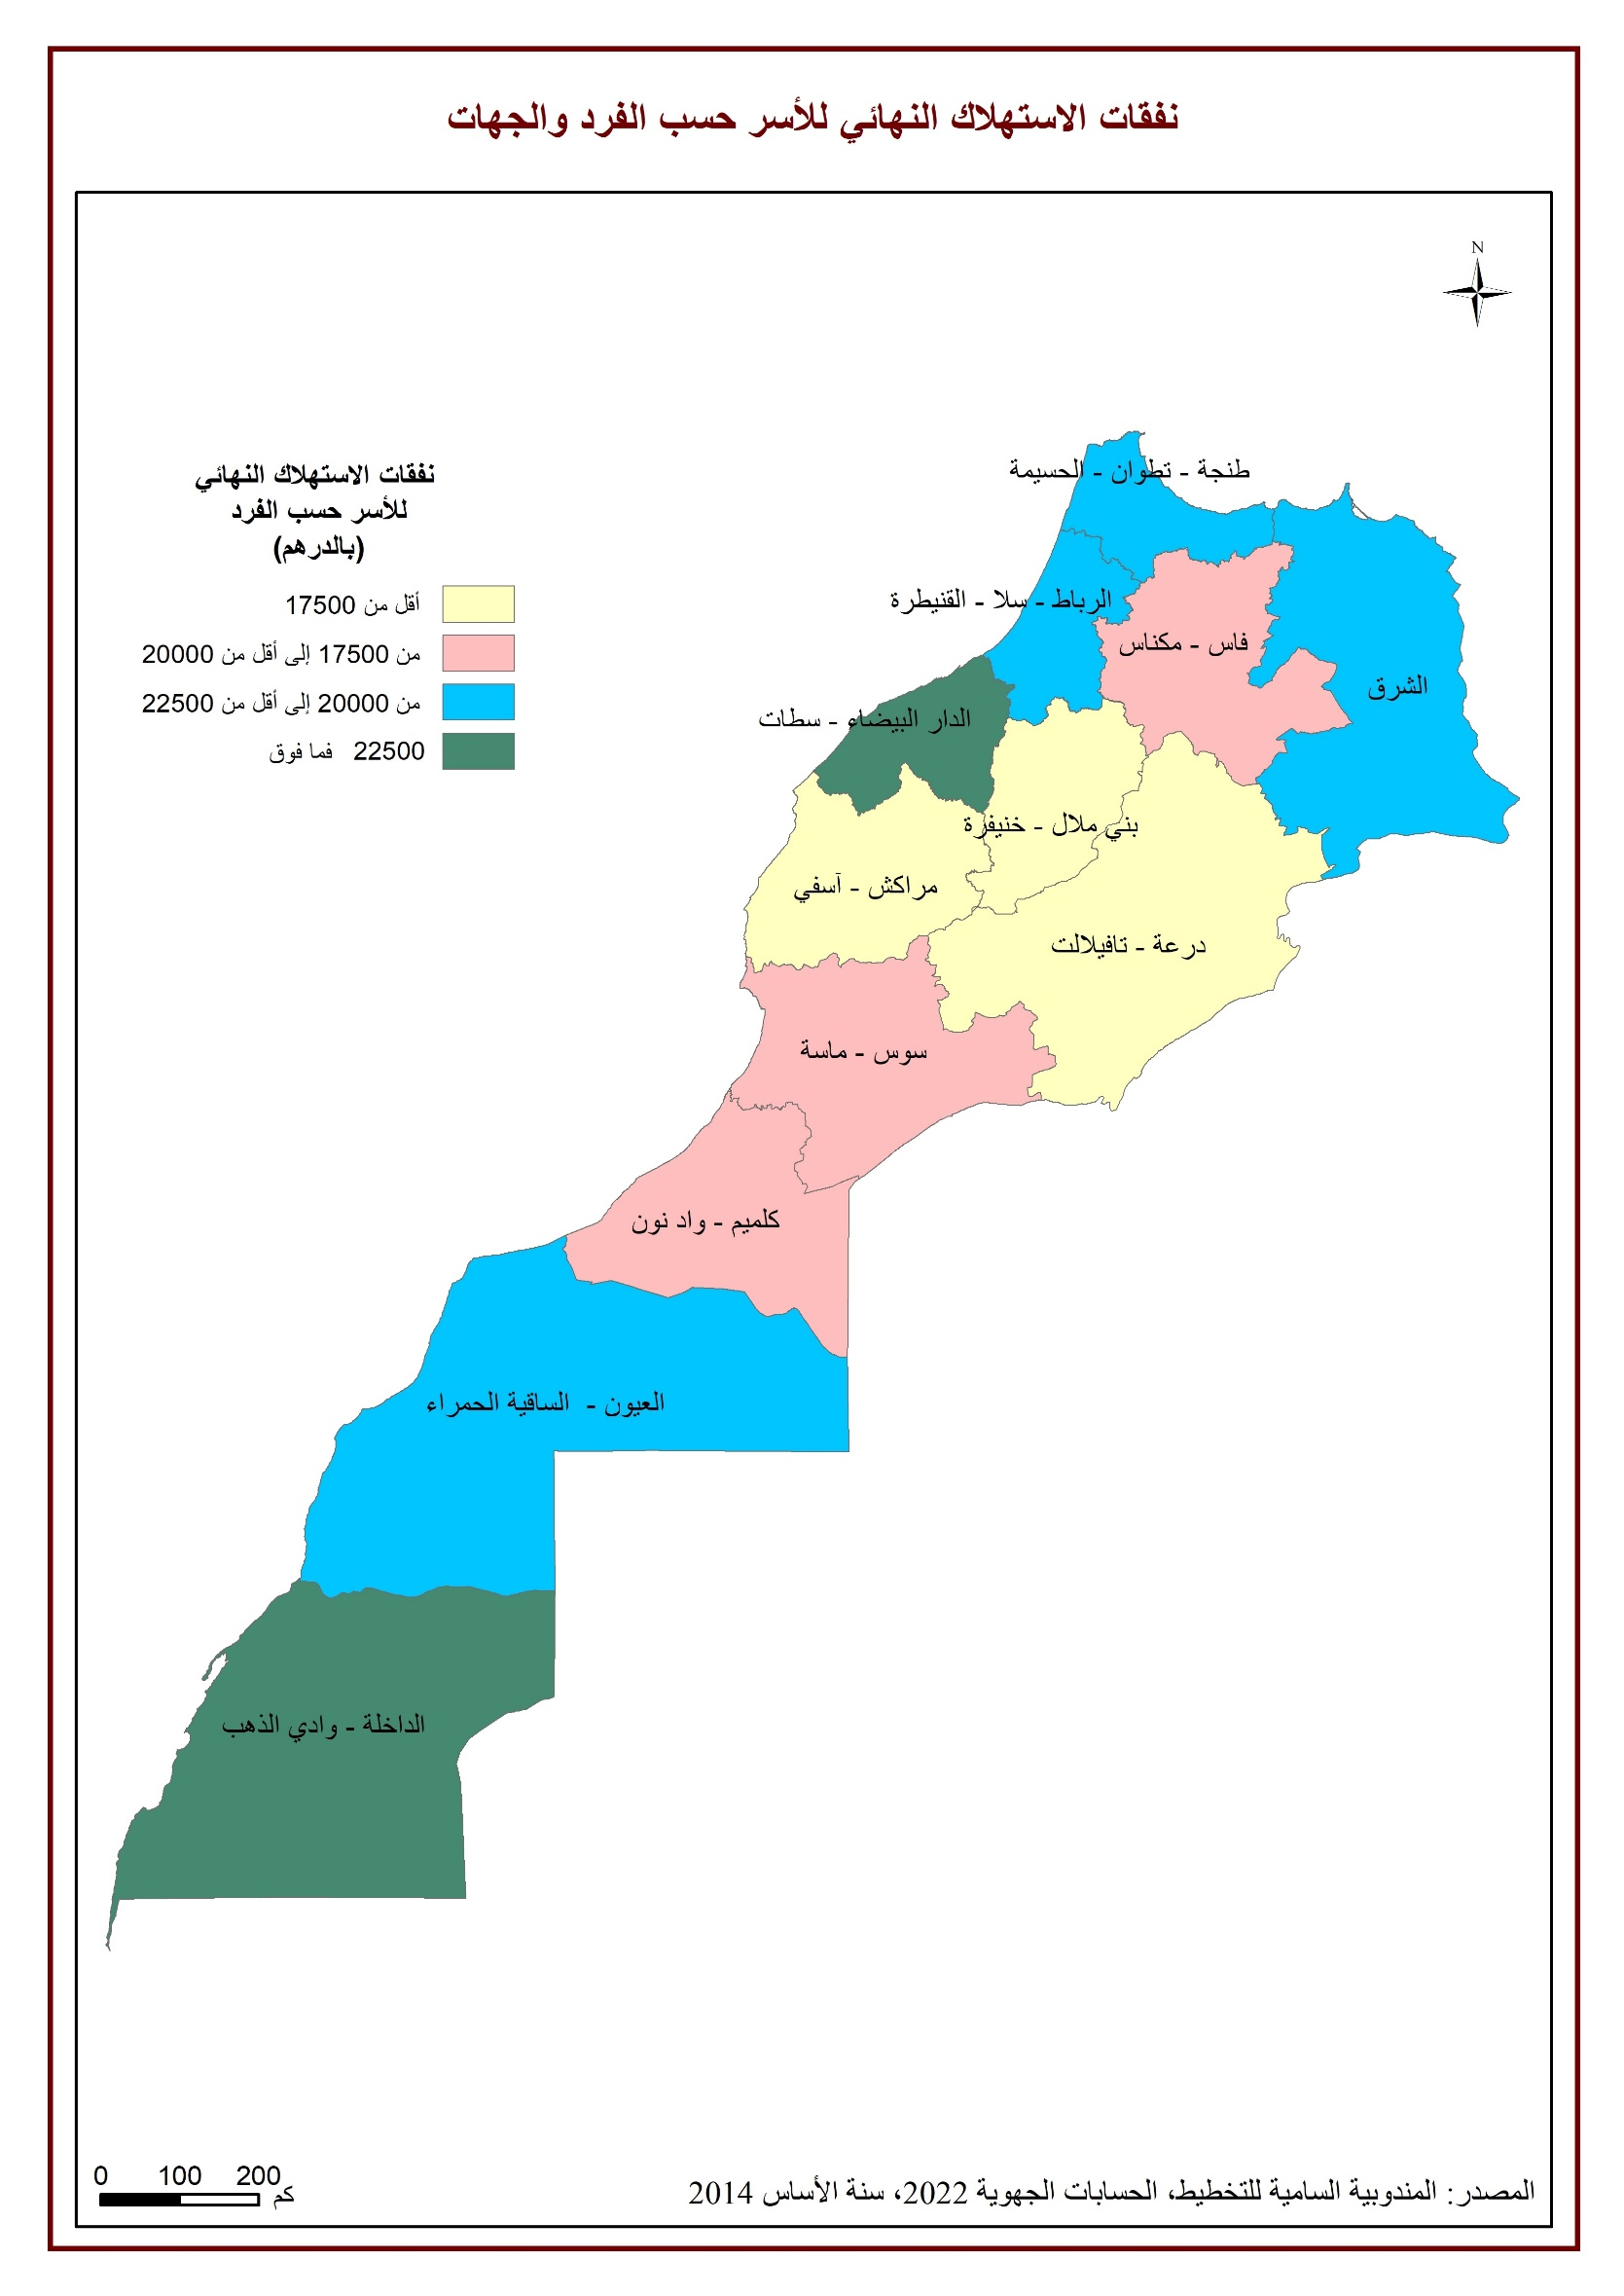 نفقات الاستهلاك النهائي للأسر حسب الفرد والجهات
N
نفقات الاستهلاك النهائي
للأسر حسب الفرد
(بالدرهم)
أقل من 17500
من 17500 إلى أقل من 20000
من 20000 إلى أقل من 22500
22500 فما فوق
طنجة - تطوان - الحسيمة
الرباط - سلا - القنيطرة
فاس - مكناس
الشرق
الدار البيضاء - سطات
بني ملال - خنيفرة
مراكش - آسفي
درعة - تافيلالت
سوس - ماسة
كلميم - واد نون
العيون - الساقية الحمراء
الداخلة - وادي الذهب
0 100 200
كم
المصدر: المندوبية السامية للتخطيط، الحسابات الجهوية 2022، سنة الأساس 2014